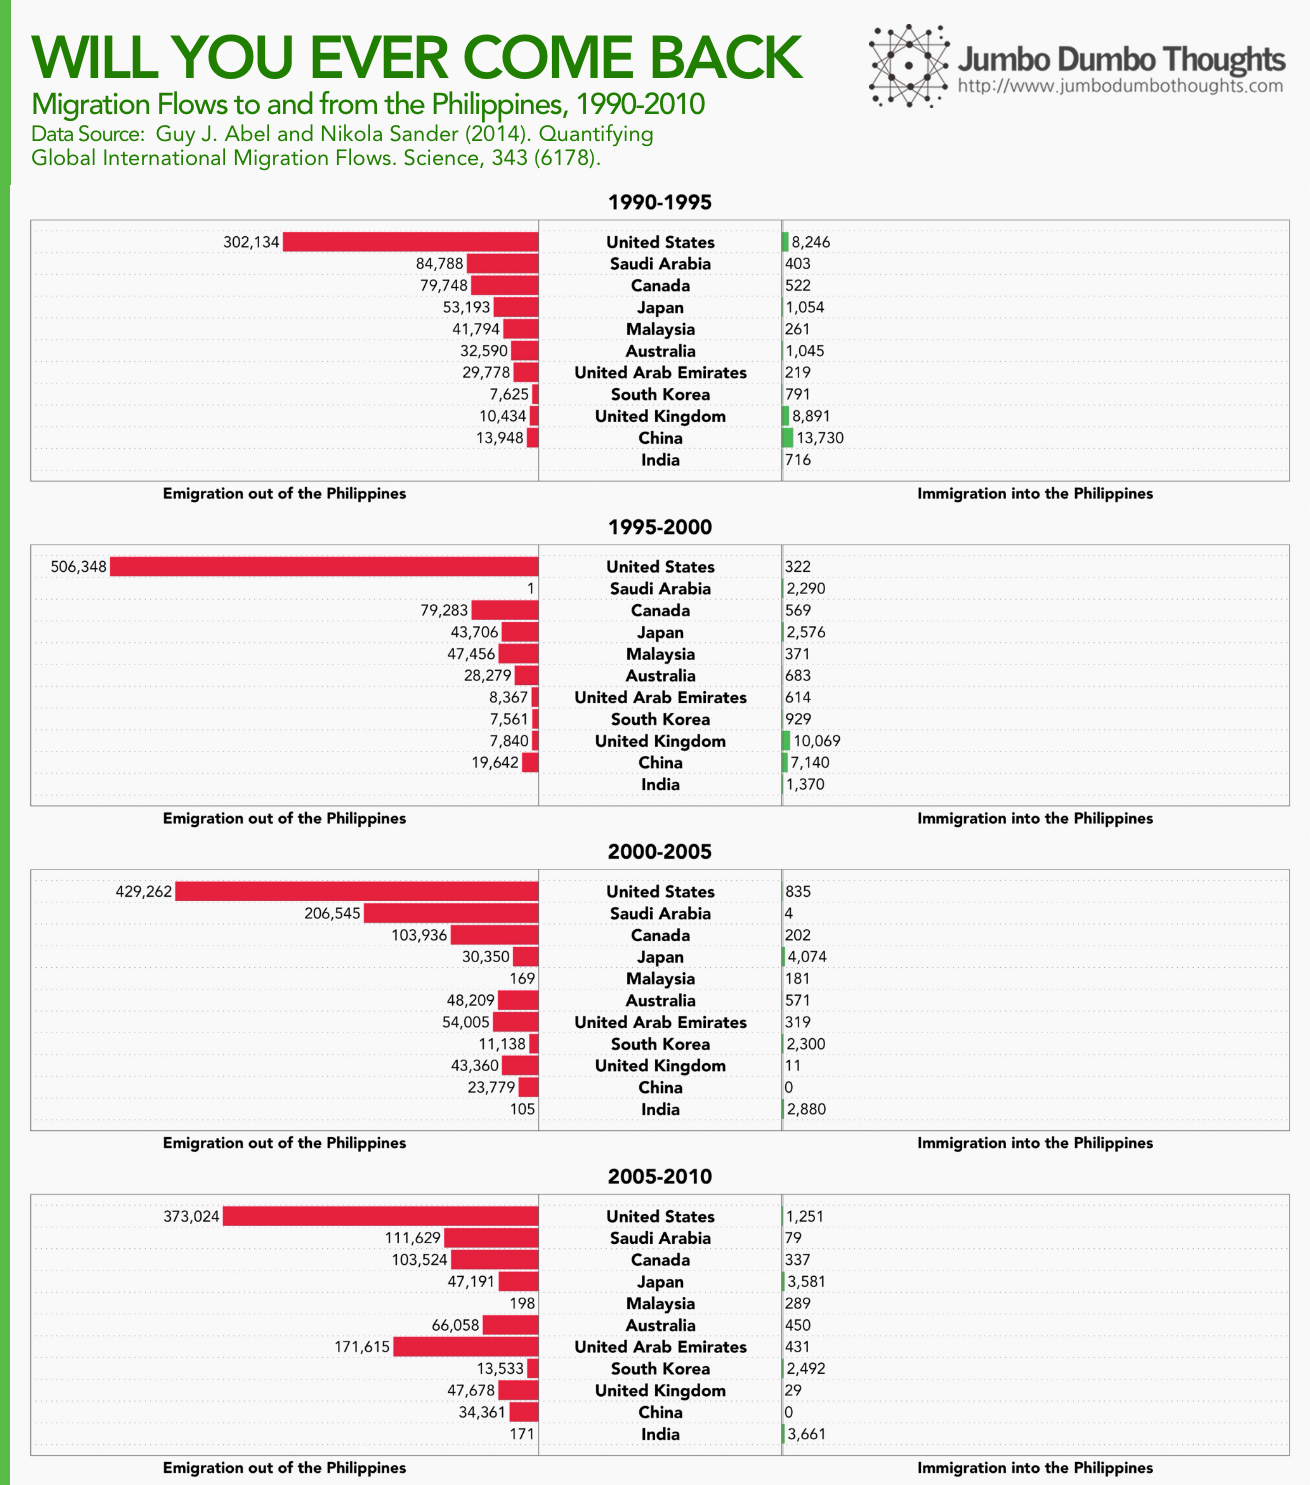 WILL YOU EVER COME BACK
Migration Flows to and from the Philippines, 1990-2010
Data Source: Guy J. Abel and Nikola Sander (2014). Quantifying
Global International Migration Flows. Science, 343 (6178).
Jumbo Dumbo Thoughts
http://www.jumbodumbothoughts.com
1990-1995
302,134 United States 8,246
84,788 Saudi Arabia 403
79,748 Canada 522
53,193 Japan 1,054
41,794 Malaysia 261
32,590 Australia 1,045
29,778 United Arab Emirates 219
7,625 South Korea 791
10,434 United Kingdom 8,891
13,948 China 13,730
India 716
Emigration out of the Philippines Immigration into the Philippines
1995-2000
506,348 United States 322
1 Saudi Arabia 2,290
79,283 Canada 569
43,706 Japan 2,576
47,456 Malaysia 371
28,279 Australia 683
8,367 United Arab Emirates 614
7,561 South Korea 929
7,840 United Kingdom 10,069
19,642 China 7,140
India 1,370
Emigration out of the Philippines Immigration into the Philippines
2000-2005
429,262 United States 835
206,545 Saudi Arabia 4
103,936 Canada 202
30,350 Japan 4,074
169 Malaysia 181
48,209 Australia 571
54,005 United Arab Emirates 319
11,138 South Korea 2,300
43,360 United Kingdom 11
23,779 China 0
105 India 2,880
Emigration out of the Philippines Immigration into the Philippines
2005-2010
373,024 United States 1,251
111,629 Saudi Arabia 79
103,524 Canada 337
47,191 Japan 3,581
198 Malaysia 289
66,058 Australia 450
171,615 United Arab Emirates 431
13,533 South Korea 2,492
47,678 United Kingdom 29
34,361 China 0
171 India 3,661
Emigration out of the Philippines Immigration into the Philippines